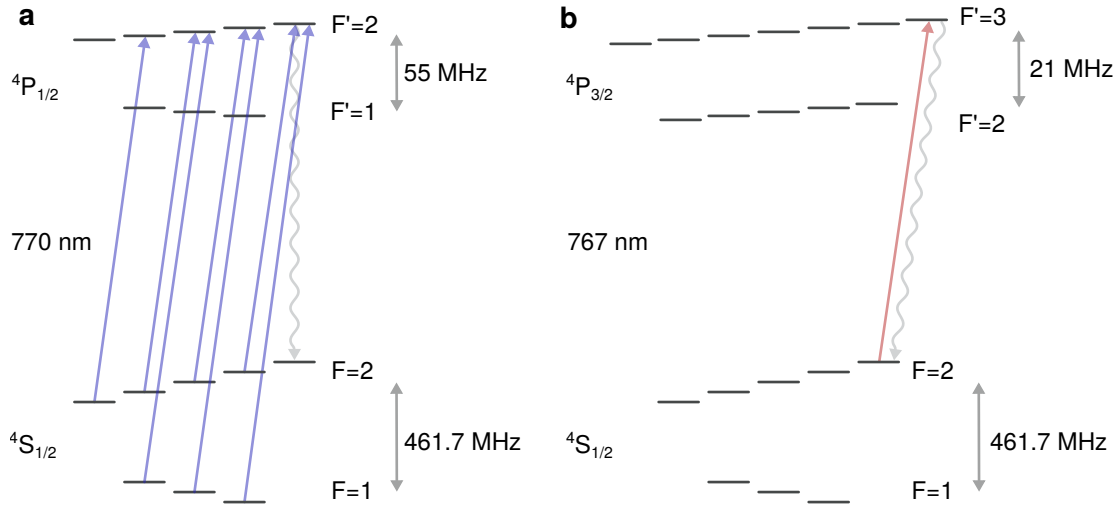 a
F'=2
55 MHz
⁴P₁/₂
F'=1
770 nm
F=2
461.7 MHz
⁴S₁/₂
F=1
b
F'=3
21 MHz
⁴P₃/₂
F'=2
767 nm
F=2
461.7 MHz
⁴S₁/₂
F=1